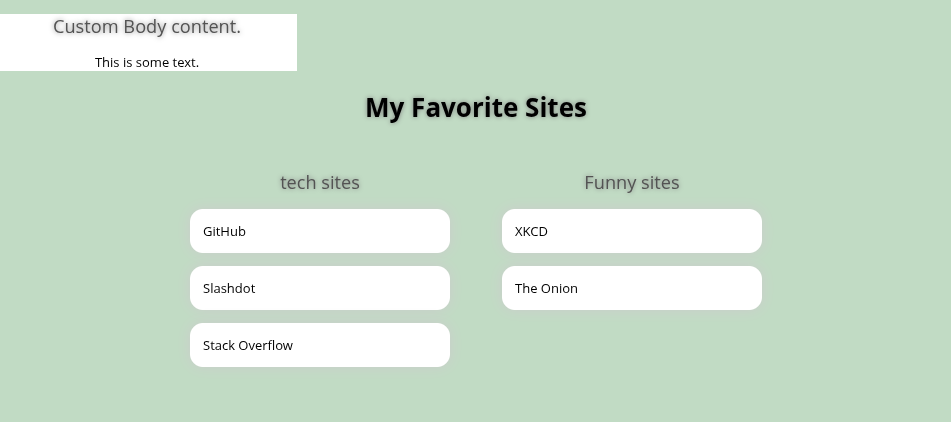 Custom Body content.
This is some text.
My Favorite Sites
tech sites
GitHub
Slashdot
Stack Overflow
Funny sites
XKCD
The Onion